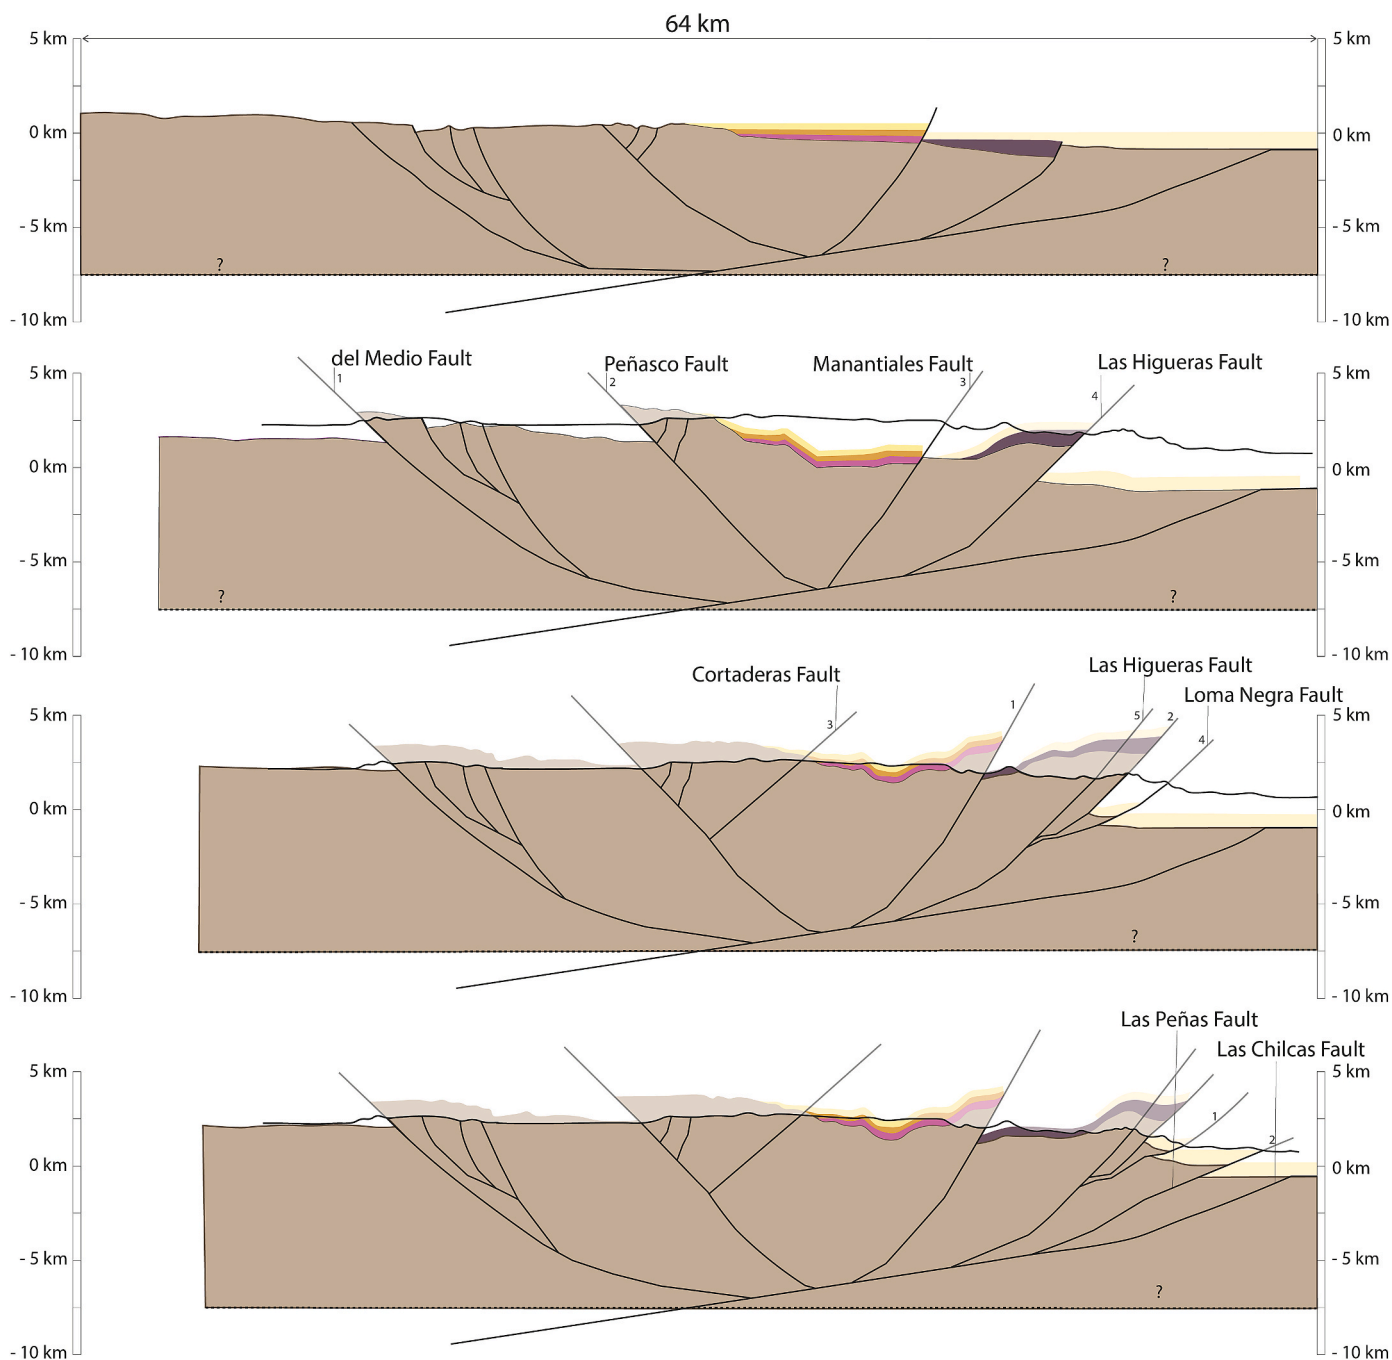 64 km
5 km
5 km
0 km
0 km
- 5 km
- 5 km
?
?
- 10 km
- 10 km
del Medio Fault
Peñasco Fault
Manantiales Fault
Las Higueras Fault
5 km
1
2
3
4
5 km
0 km
0 km
- 5 km
- 5 km
?
?
- 10 km
- 10 km
Cortaderas Fault
Las Higueras Fault
Loma Negra Fault
5 km
3
1
5
2
4
5 km
0 km
0 km
- 5 km
- 5 km
?
- 10 km
- 10 km
Las Peñas Fault
Las Chilcas Fault
5 km
5 km
1
2
0 km
0 km
- 5 km
- 5 km
?
- 10 km
- 10 km